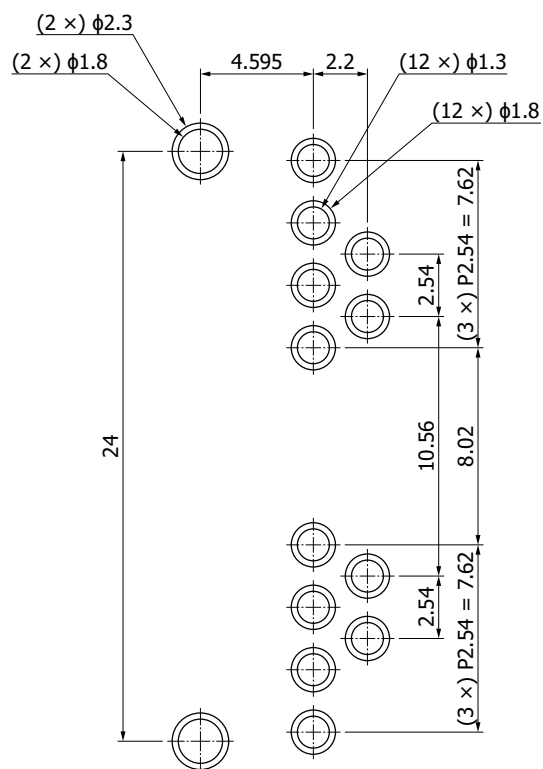 (2 ×) ϕ2.3
(2 ×) ϕ1.8
4.595
2.2
(12 ×) ϕ1.3
(12 ×) ϕ1.8
(3 ×) P2.54 = 7.62
2.54
24
10.56
8.02
2.54
(3 ×) P2.54 = 7.62